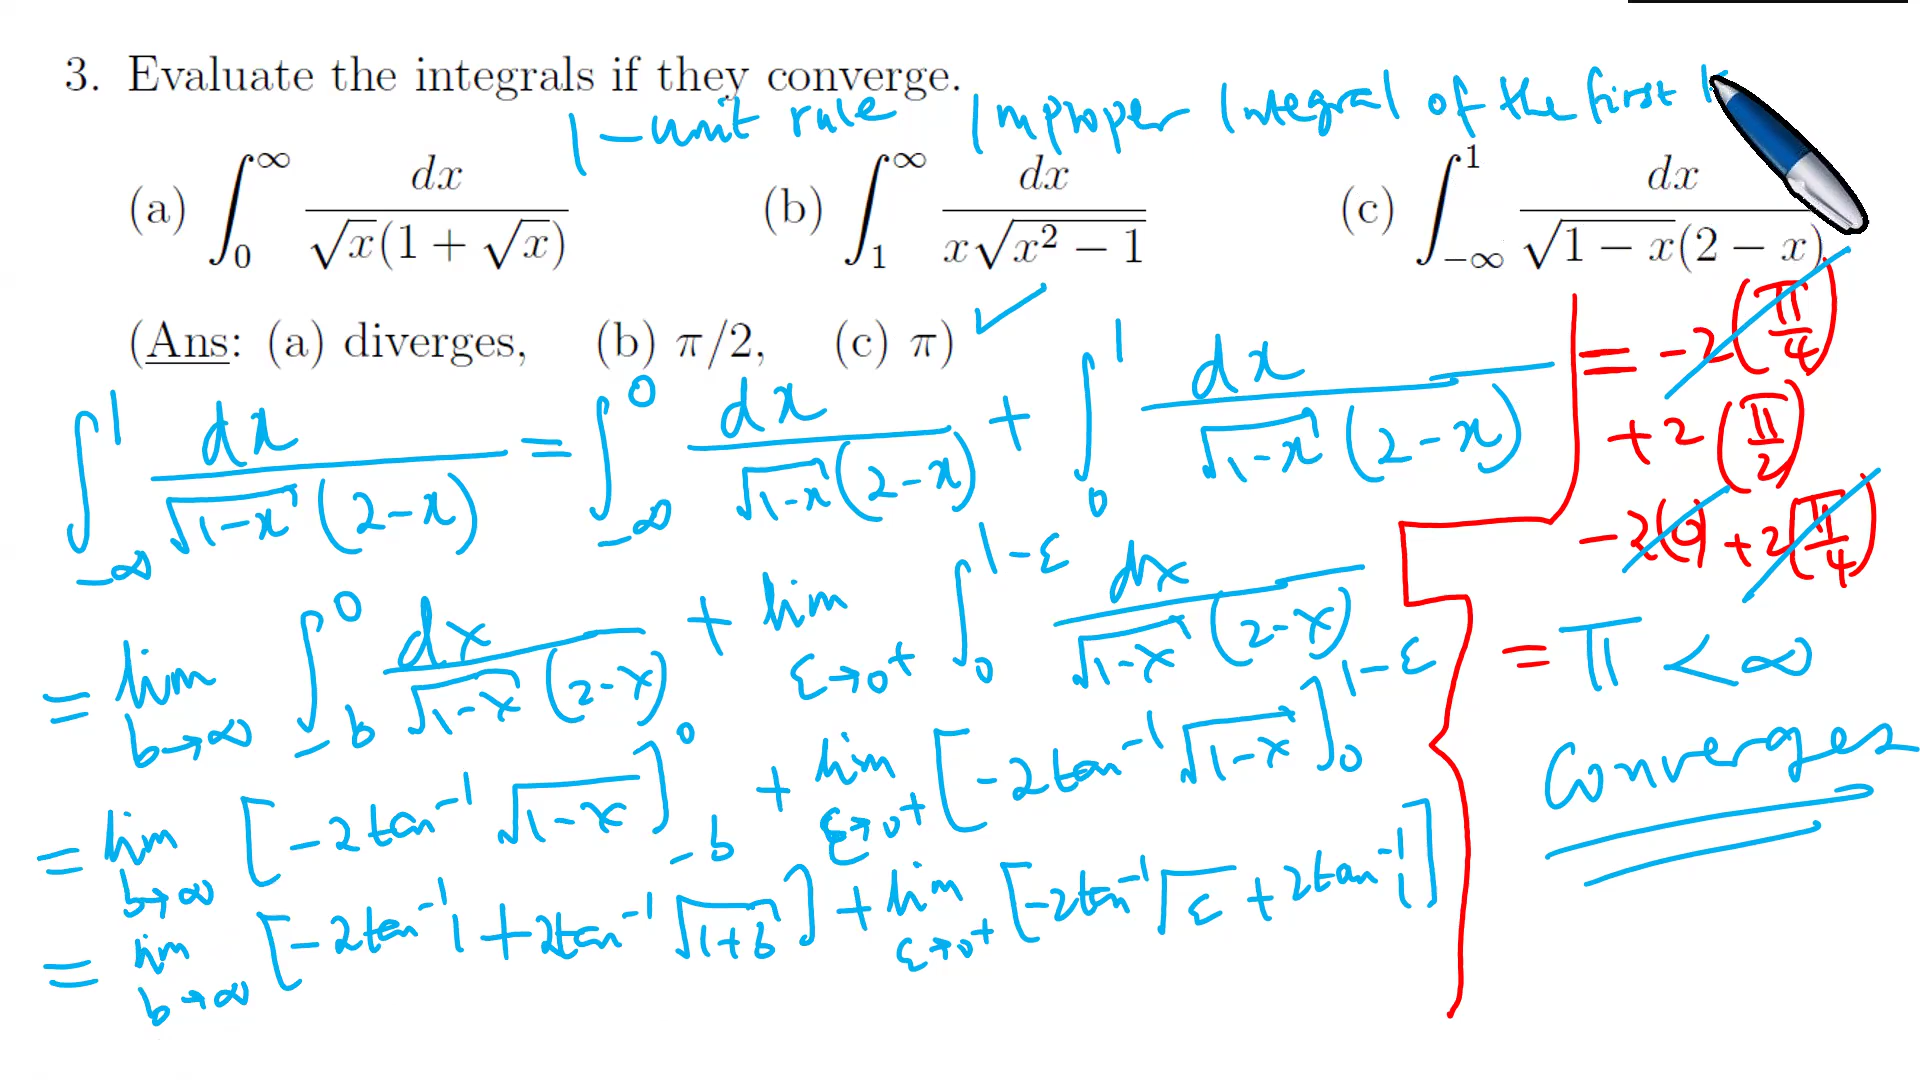 3. Evaluate the integrals if they converge.
1-unit rule Improper Integral of the first
(a) ∫_0^∞ dx / (√x(1 + √x)) (b) ∫_1^∞ dx / (x√(x² − 1)) (c) ∫_{−∞}^1 dx / (√(1 − x)(2 − x))
(Ans: (a) diverges, (b) π/2, (c) π) ✓
∫_{−∞}^1 dx / (√(1−x) (2−x)) = ∫_{−∞}^0 dx / (√(1−x) (2−x)) + ∫_0^1 dx / (√(1−x) (2−x))
= lim_{b→∞} ∫_{−b}^0 dx / (√(1−x) (2−x)) + lim_{ε→0+} ∫_0^{1−ε} dx / (√(1−x) (2−x))
= lim_{b→∞} [−2tan⁻¹ √(1−x)]_{−b}^0 + lim_{ε→0+} [−2tan⁻¹ √(1−x)]_0^{1−ε}
= lim_{b→∞} [−2tan⁻¹ 1 + 2tan⁻¹ √(1+b)] + lim_{ε→0+} [−2tan⁻¹ √ε + 2tan⁻¹ 1]
= −2(π/4)
+ 2(π/2)
− 2(0) + 2(π/4)
= π < ∞
Converges